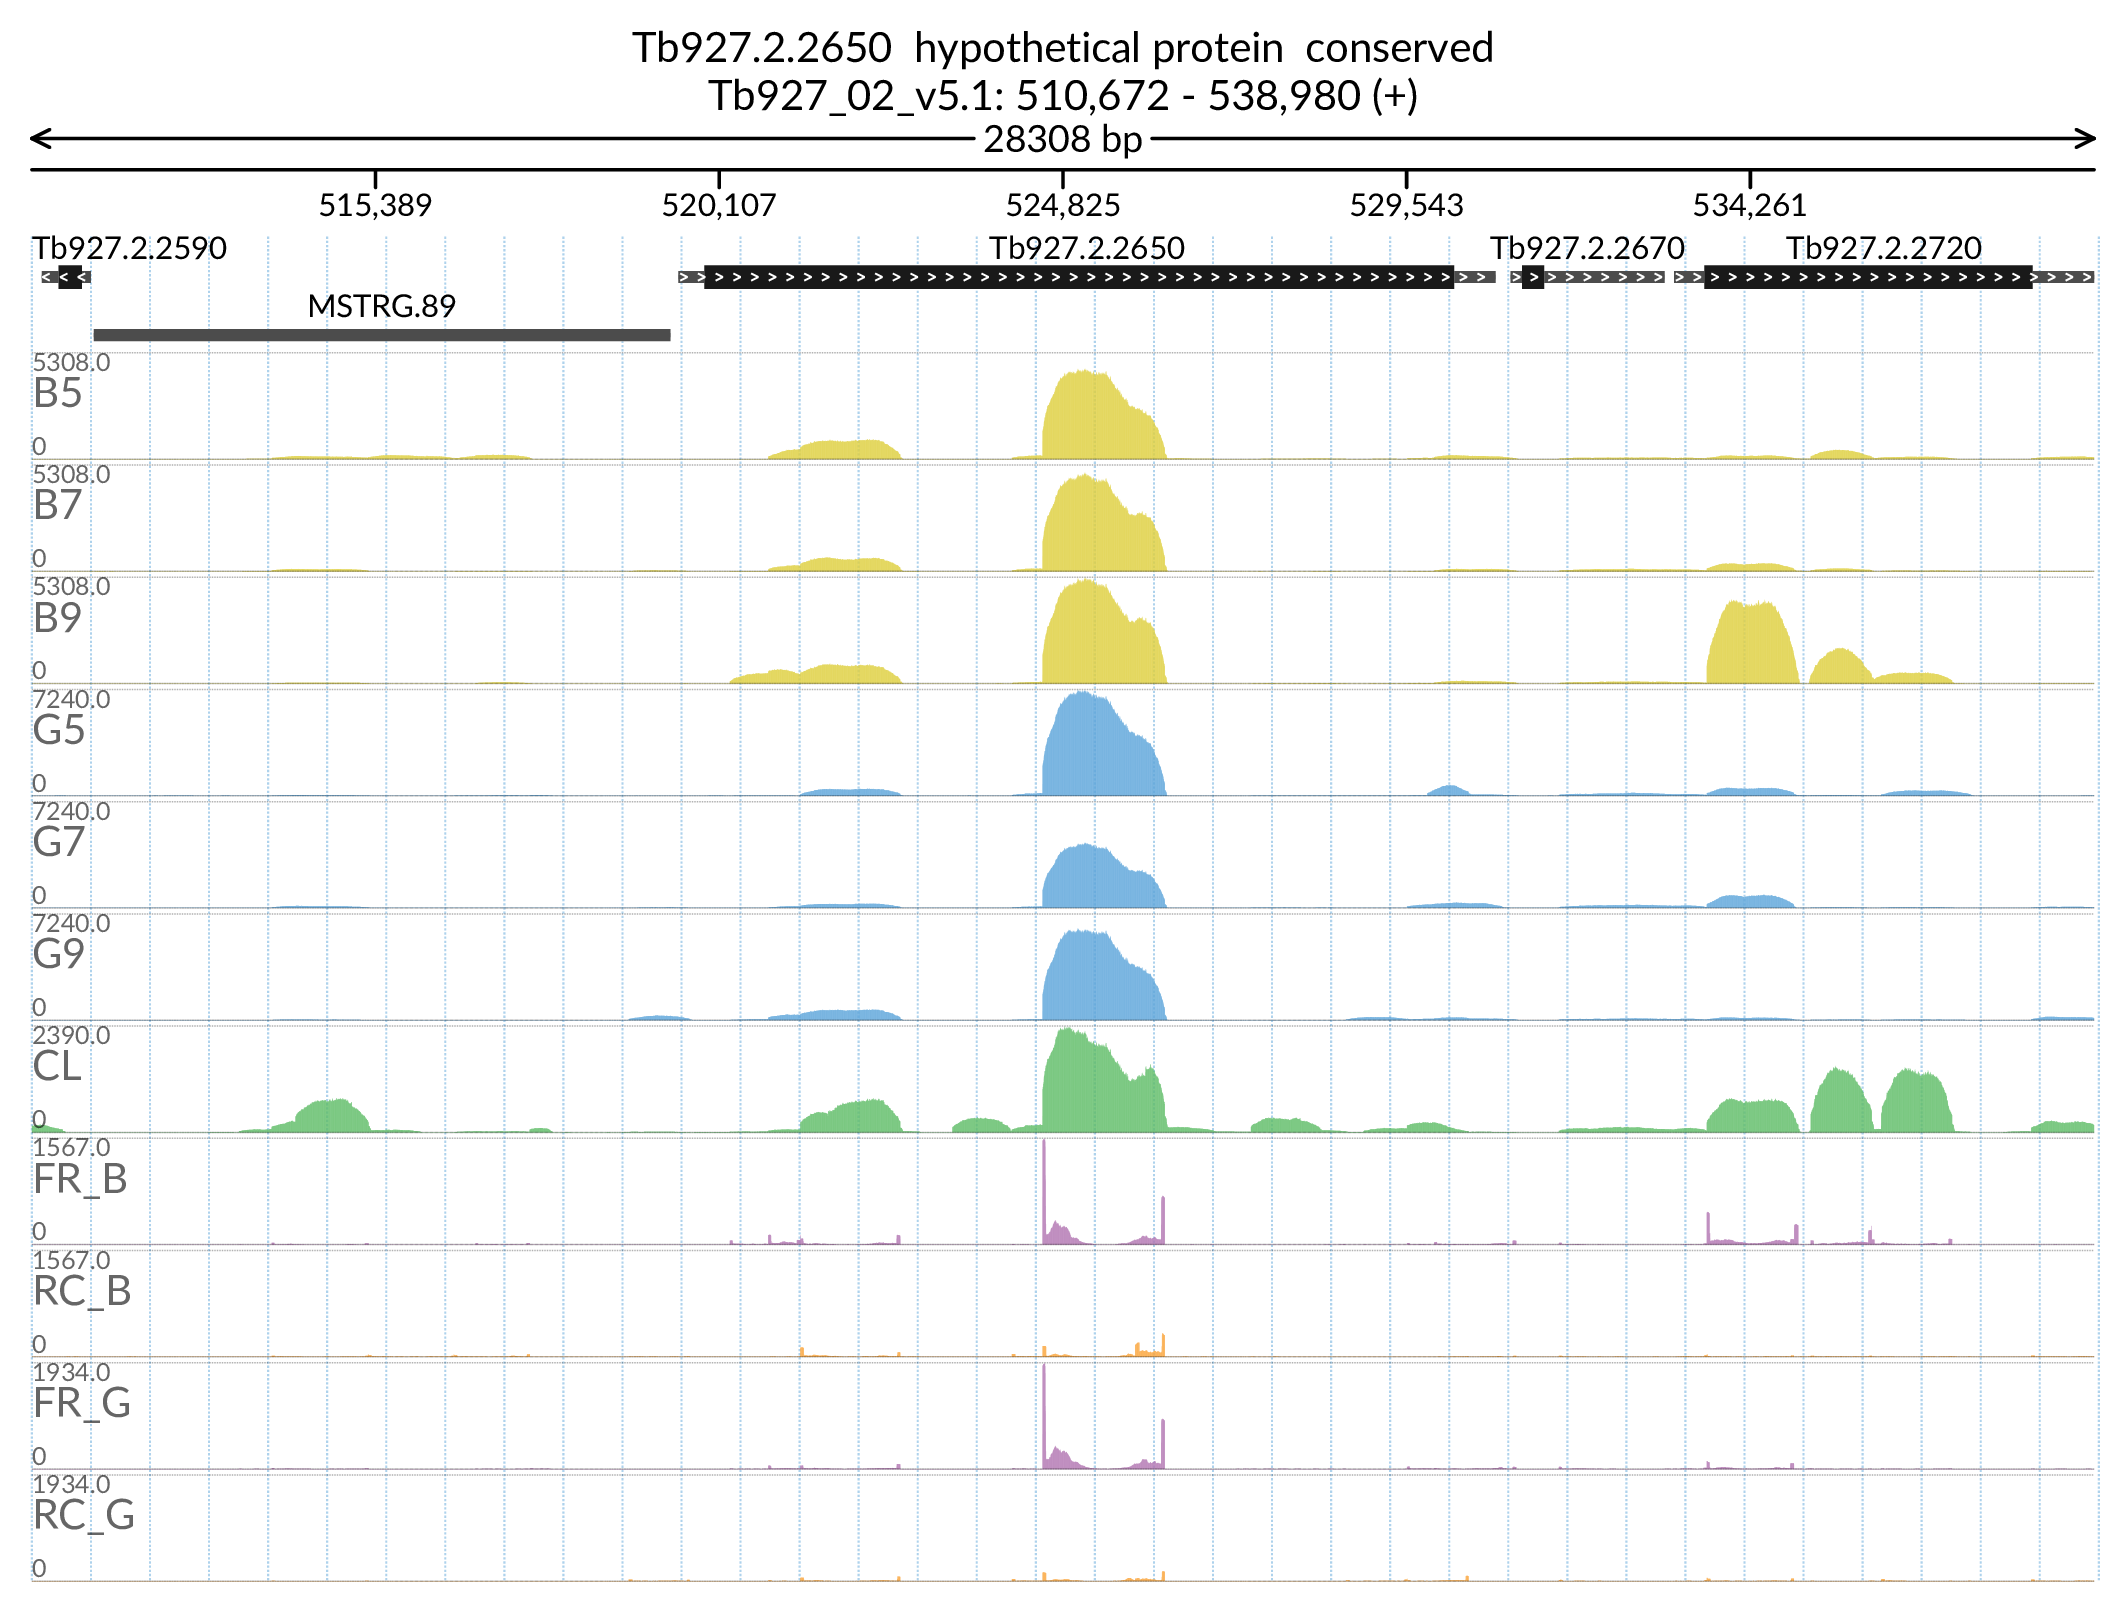 Tb927.2.2650 hypothetical protein conserved
Tb927_02_v5.1: 510,672 - 538,980 (+)
28308 bp
515,389 520,107 524,825 529,543 534,261
Tb927.2.2590 Tb927.2.2650 Tb927.2.2670 Tb927.2.2720
MSTRG.89
5308.0
B5
0
5308.0
B7
0
5308.0
B9
0
7240.0
G5
0
7240.0
G7
0
7240.0
G9
0
2390.0
CL
0
1567.0
FR_B
0
1567.0
RC_B
0
1934.0
FR_G
0
1934.0
RC_G
0